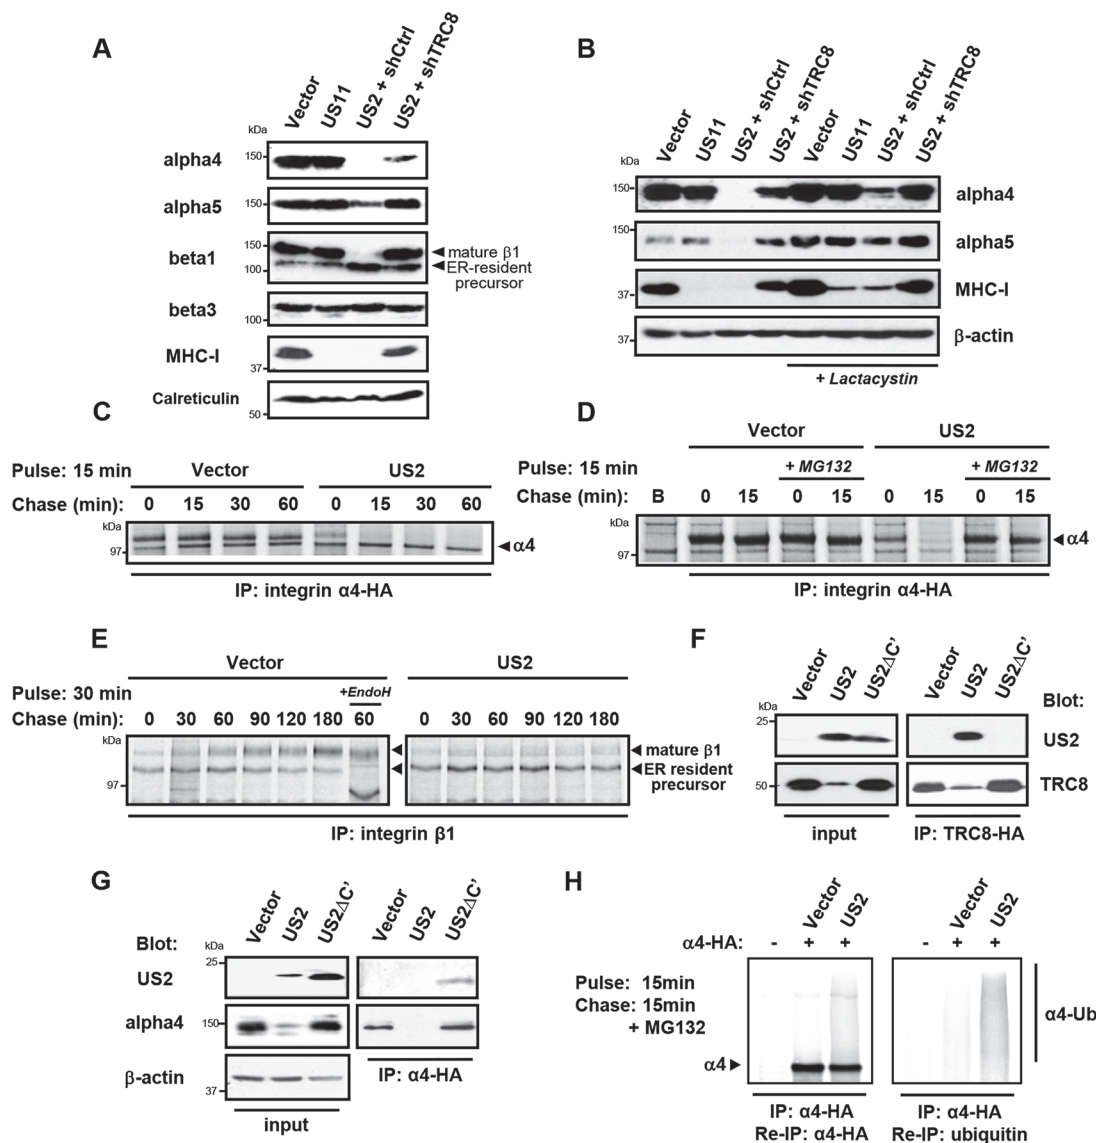 A
Vector
US11
US2 + shCtrl
US2 + shTRC8
kDa
alpha4
150
alpha5
150
beta1
150
100
mature β1
ER-resident
precursor
beta3
100
MHC-I
37
Calreticulin
50
B
Vector
US11
US2 + shCtrl
US2 + shTRC8
Vector
US11
US2 + shCtrl
US2 + shTRC8
kDa
150
alpha4
150
alpha5
37
MHC-I
37
β-actin
+ Lactacystin
C
Pulse: 15 min
Vector
US2
Chase (min): 0 15 30 60 0 15 30 60
kDa
97
α4
IP: integrin α4-HA
D
Vector
US2
Pulse: 15 min
+ MG132
+ MG132
Chase (min): B 0 15 0 15 0 15 0 15
kDa
97
α4
IP: integrin α4-HA
E
Vector
US2
Pulse: 30 min
+EndoH
Chase (min): 0 30 60 90 120 180 60 0 30 60 90 120 180
kDa
97
mature β1
ER resident
precursor
IP: integrin β1
F
Vector
US2
US2ΔC'
Vector
US2
US2ΔC'
Blot:
kDa
25
US2
50
TRC8
input
IP: TRC8-HA
G
Vector
US2
US2ΔC'
Vector
US2
US2ΔC'
Blot:
kDa
25
US2
alpha4
150
β-actin
37
IP: α4-HA
input
H
Vector
US2
Vector
US2
α4-HA: - + + - + +
Pulse: 15min
Chase: 15min
+ MG132
α4
α4-Ub
IP: α4-HA
Re-IP: α4-HA
IP: α4-HA
Re-IP: ubiquitin